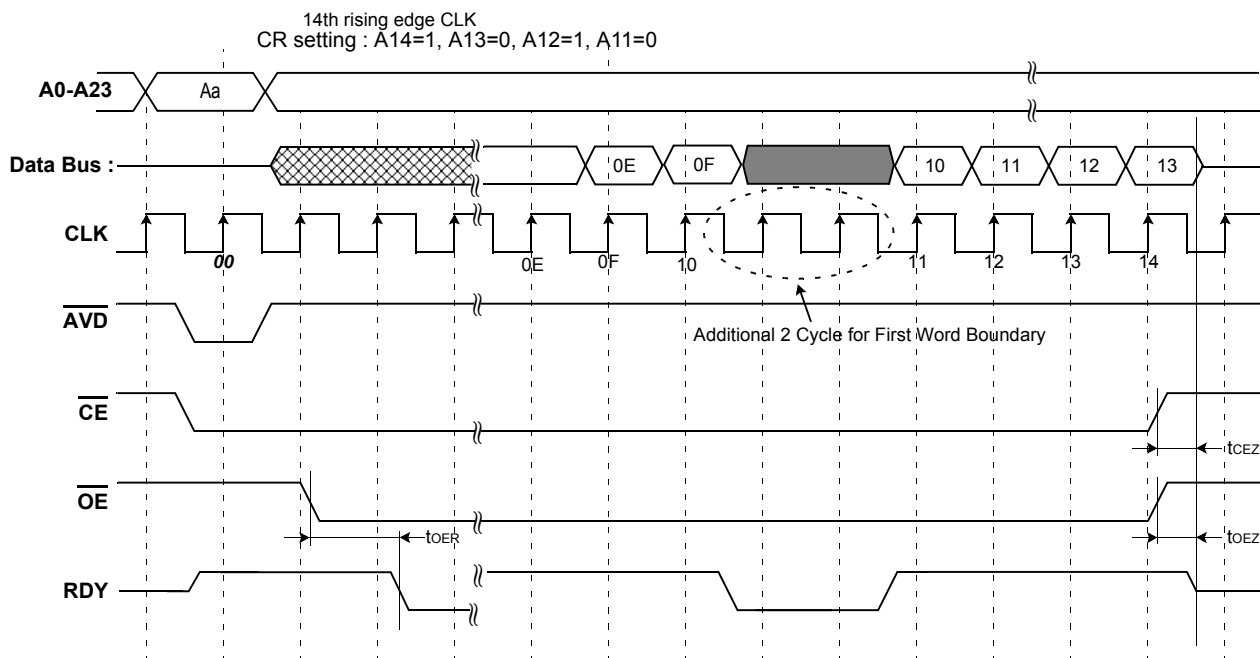 14th rising edge CLK
CR setting : A14=1, A13=0, A12=1, A11=0
A0-A23
Aa
Data Bus :
0E 0F 10 11 12 13
CLK
00 0E 0F 10 11 12 13 14
AVD
Additional 2 Cycle for First Word Boundary
CE
tCEZ
OE
tOER
tOEZ
RDY